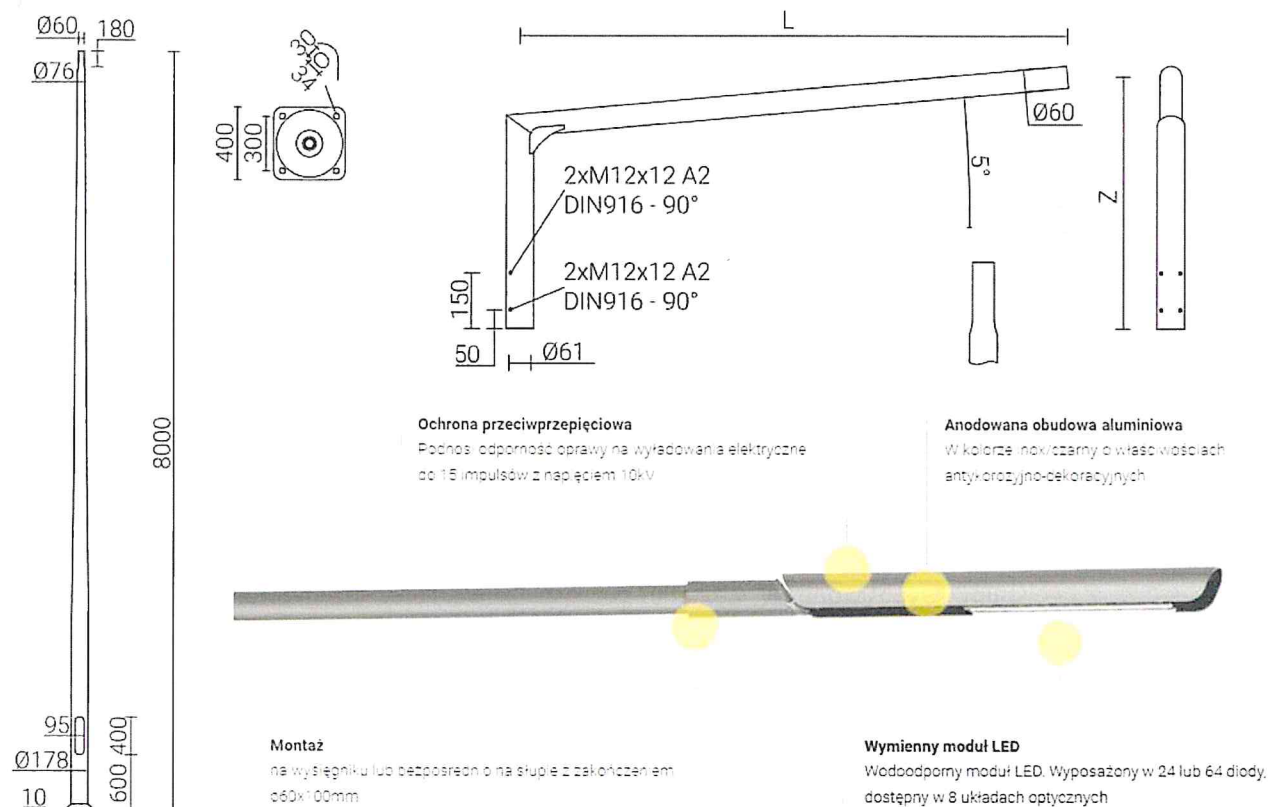 Ø60
180
Ø76
8000
95
400
Ø178
600
10
30
34
400
300
L
Ø60
5°
Z
2xM12x12 A2
DIN916 - 90°
2xM12x12 A2
DIN916 - 90°
150
50
Ø61
Ochrona przeciwprzepięciowa
Podnosi odporność oprawy na wyładowania elektryczne
do 15 impulsów z napięciem 10kV
Anodowana obudowa aluminiowa
W kolorze inox/czarny o właściwościach
antykorozyjno-dekoracyjnych
Montaż
na wysięgniku lub bezpośrednio na słupie z zakończeniem
ø60x100mm
Wymienny moduł LED
Wodoodporny moduł LED. Wyposażony w 24 lub 64 diody,
dostępny w 8 układach optycznych